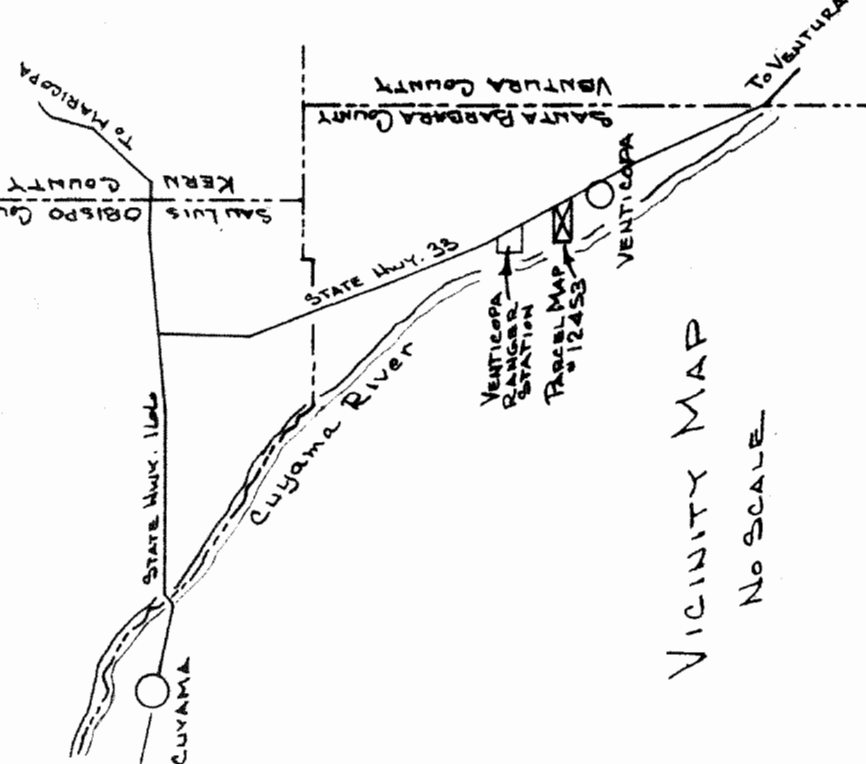 To MARICOPA
KERN COUNTY
SAN LUIS OBISPO COU
VENTURA COUNTY
SANTA BARBARA COUNTY
To VENTURA
STATE HWY. 33
VENTICOPA
VENTICOPA
RANGER
STATION
PARCEL MAP
# 12453
STATE HWY. 166
Cuyama River
CUYAMA
VICINITY MAP
No SCALE